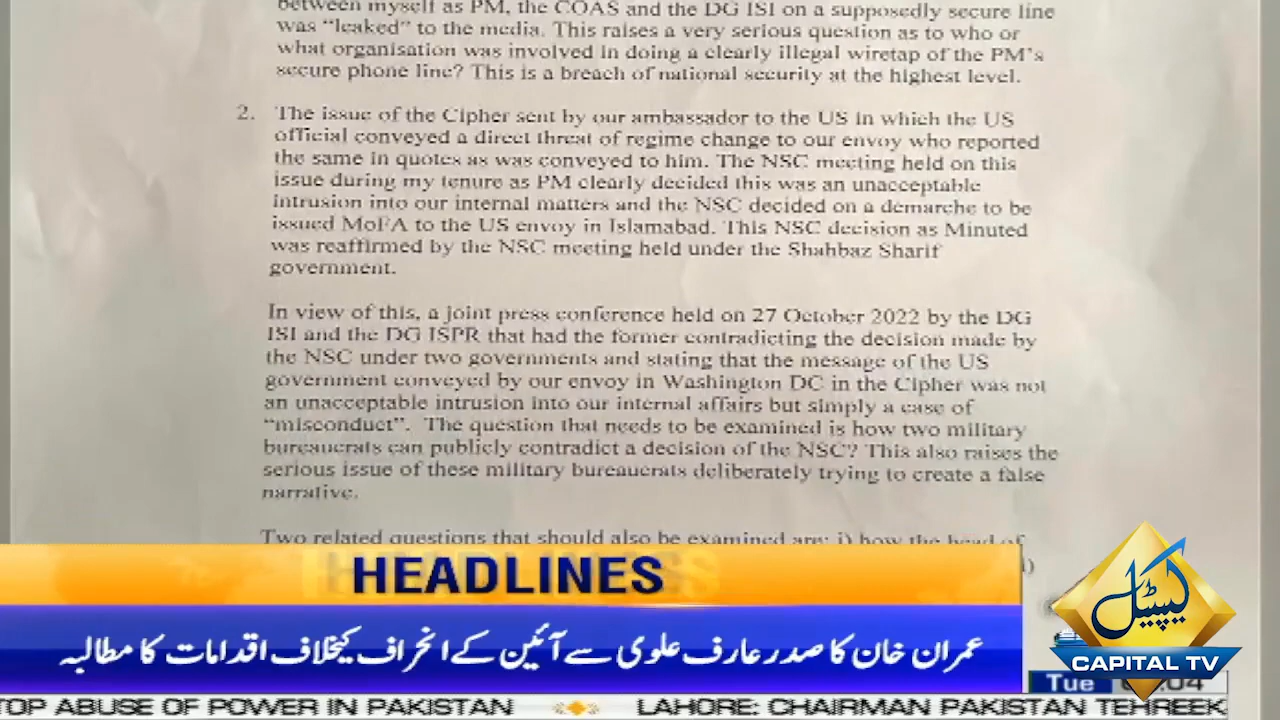 between myself as PM, the COAS and the DG ISI on a supposedly secure line
was “leaked” to the media. This raises a very serious question as to who or
what organisation was involved in doing a clearly illegal wiretap of the PM’s
secure phone line? This is a breach of national security at the highest level.
2. The issue of the Cipher sent by our ambassador to the US in which the US
official conveyed a direct threat of regime change to our envoy who reported
the same in quotes as was conveyed to him. The NSC meeting held on this
issue during my tenure as PM clearly decided this was an unacceptable
intrusion into our internal matters and the NSC decided on a demarche to be
issued MoFA to the US envoy in Islamabad. This NSC decision as Minuted
was reaffirmed by the NSC meeting held under the Shahbaz Sharif
government.
In view of this, a joint press conference held on 27 October 2022 by the DG
ISI and the DG ISPR that had the former contradicting the decision made by
the NSC under two governments and stating that the message of the US
government conveyed by our envoy in Washington DC in the Cipher was not
an unacceptable intrusion into our internal affairs but simply a case of
“misconduct”. The question that needs to be examined is how two military
bureaucrats can publicly contradict a decision of the NSC? This also raises the
serious issue of these military bureaucrats deliberately trying to create a false
narrative.
Two related questions that should also be examined are: i) how the head of
HEADLINES
عمران خان کا صدر عارف علوی سے آئین کے انحراف کیخلاف اقدامات کا مطالبہ
کیپیٹل
CAPITAL TV
Tue
TOP ABUSE OF POWER IN PAKISTAN LAHORE: CHAIRMAN PAKISTAN TEHREEK